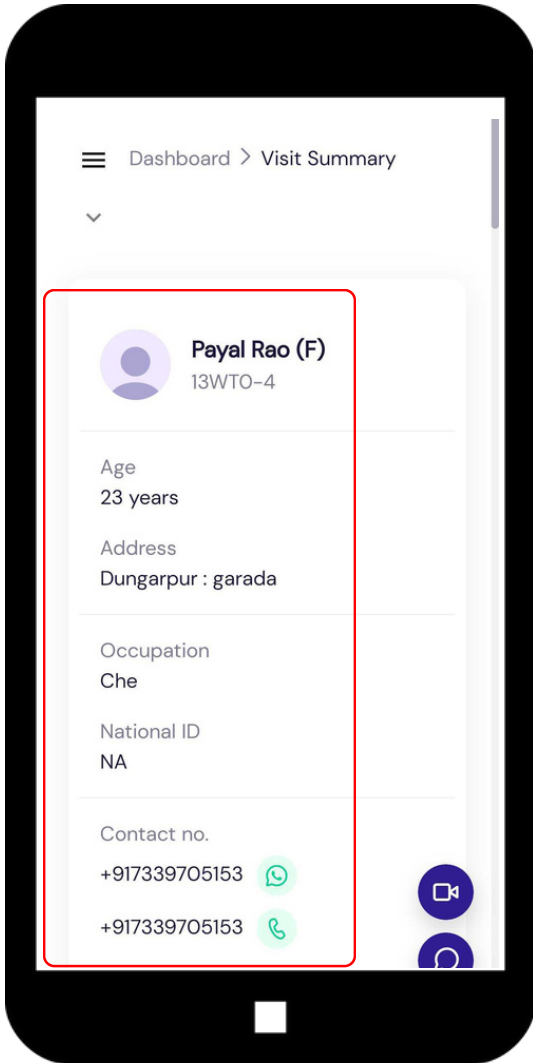 Dashboard > Visit Summary
Payal Rao (F)
13WTO-4
Age
23 years
Address
Dungarpur : garada
Occupation
Che
National ID
NA
Contact no.
+917339705153
+917339705153